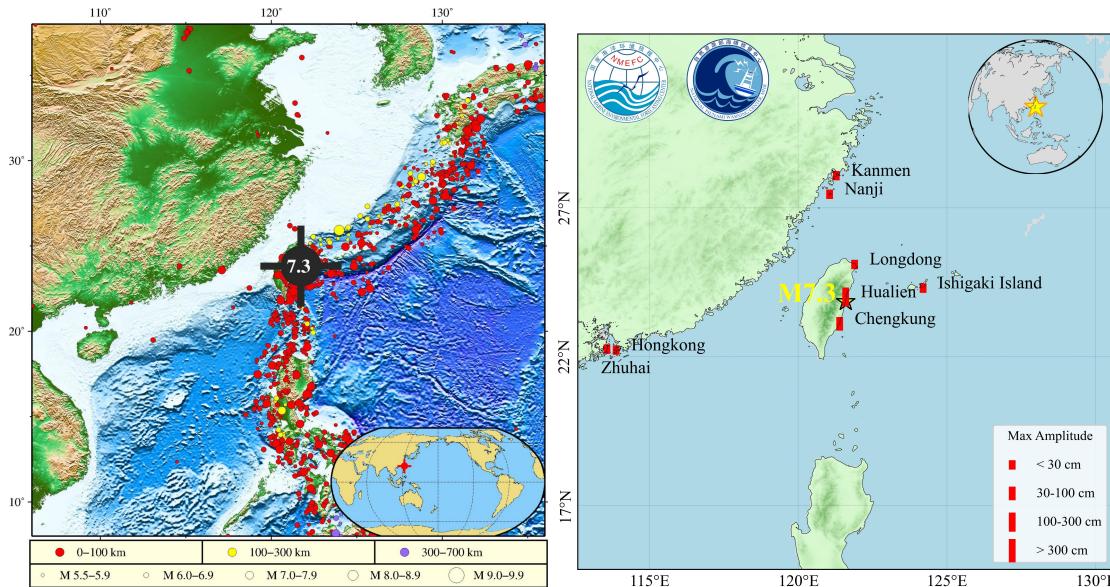 110° 120° 130°
30°
20°
10°
7.3
0–100 km 100–300 km 300–700 km
M 5.5–5.9 M 6.0–6.9 M 7.0–7.9 M 8.0–8.9 M 9.0–9.9
NMEFC
Kanmen
Nanji
27°N
Longdong
M7.3
Hualien
Ishigaki Island
Chengkung
Hongkong
Zhuhai
22°N
17°N
Max Amplitude
< 30 cm
30-100 cm
100-300 cm
> 300 cm
115°E 120°E 125°E 130°E